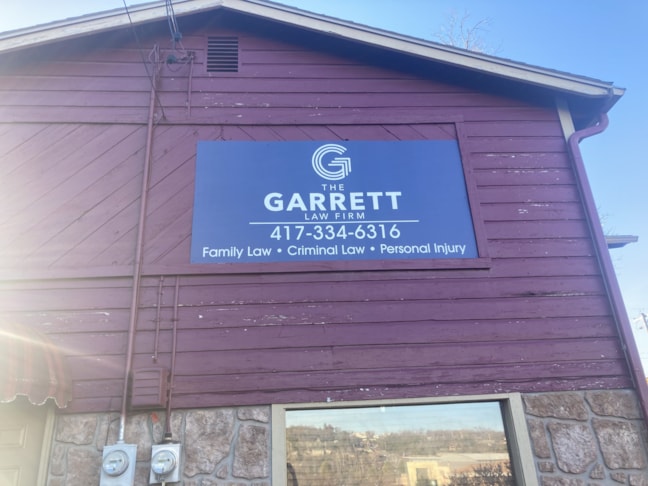 G
THE
GARRETT
LAW FIRM
417-334-6316
Family Law • Criminal Law • Personal Injury